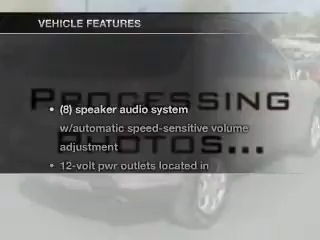 VEHICLE FEATURES
PROCESSING
PHOTOS...
• (8) speaker audio system
w/automatic speed-sensitive volume
adjustment
• 12-volt pwr outlets located in